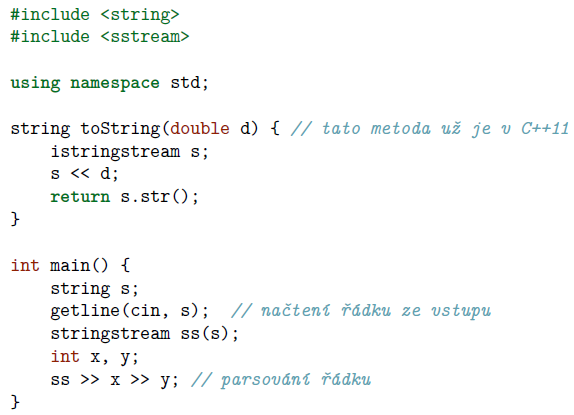 #include <string>
#include <sstream>
using namespace std;
string toString(double d) { // tato metoda už je v C++11
istringstream s;
s << d;
return s.str();
}
int main() {
string s;
getline(cin, s); // načtení řádku ze vstupu
stringstream ss(s);
int x, y;
ss >> x >> y; // parsování řádku
}